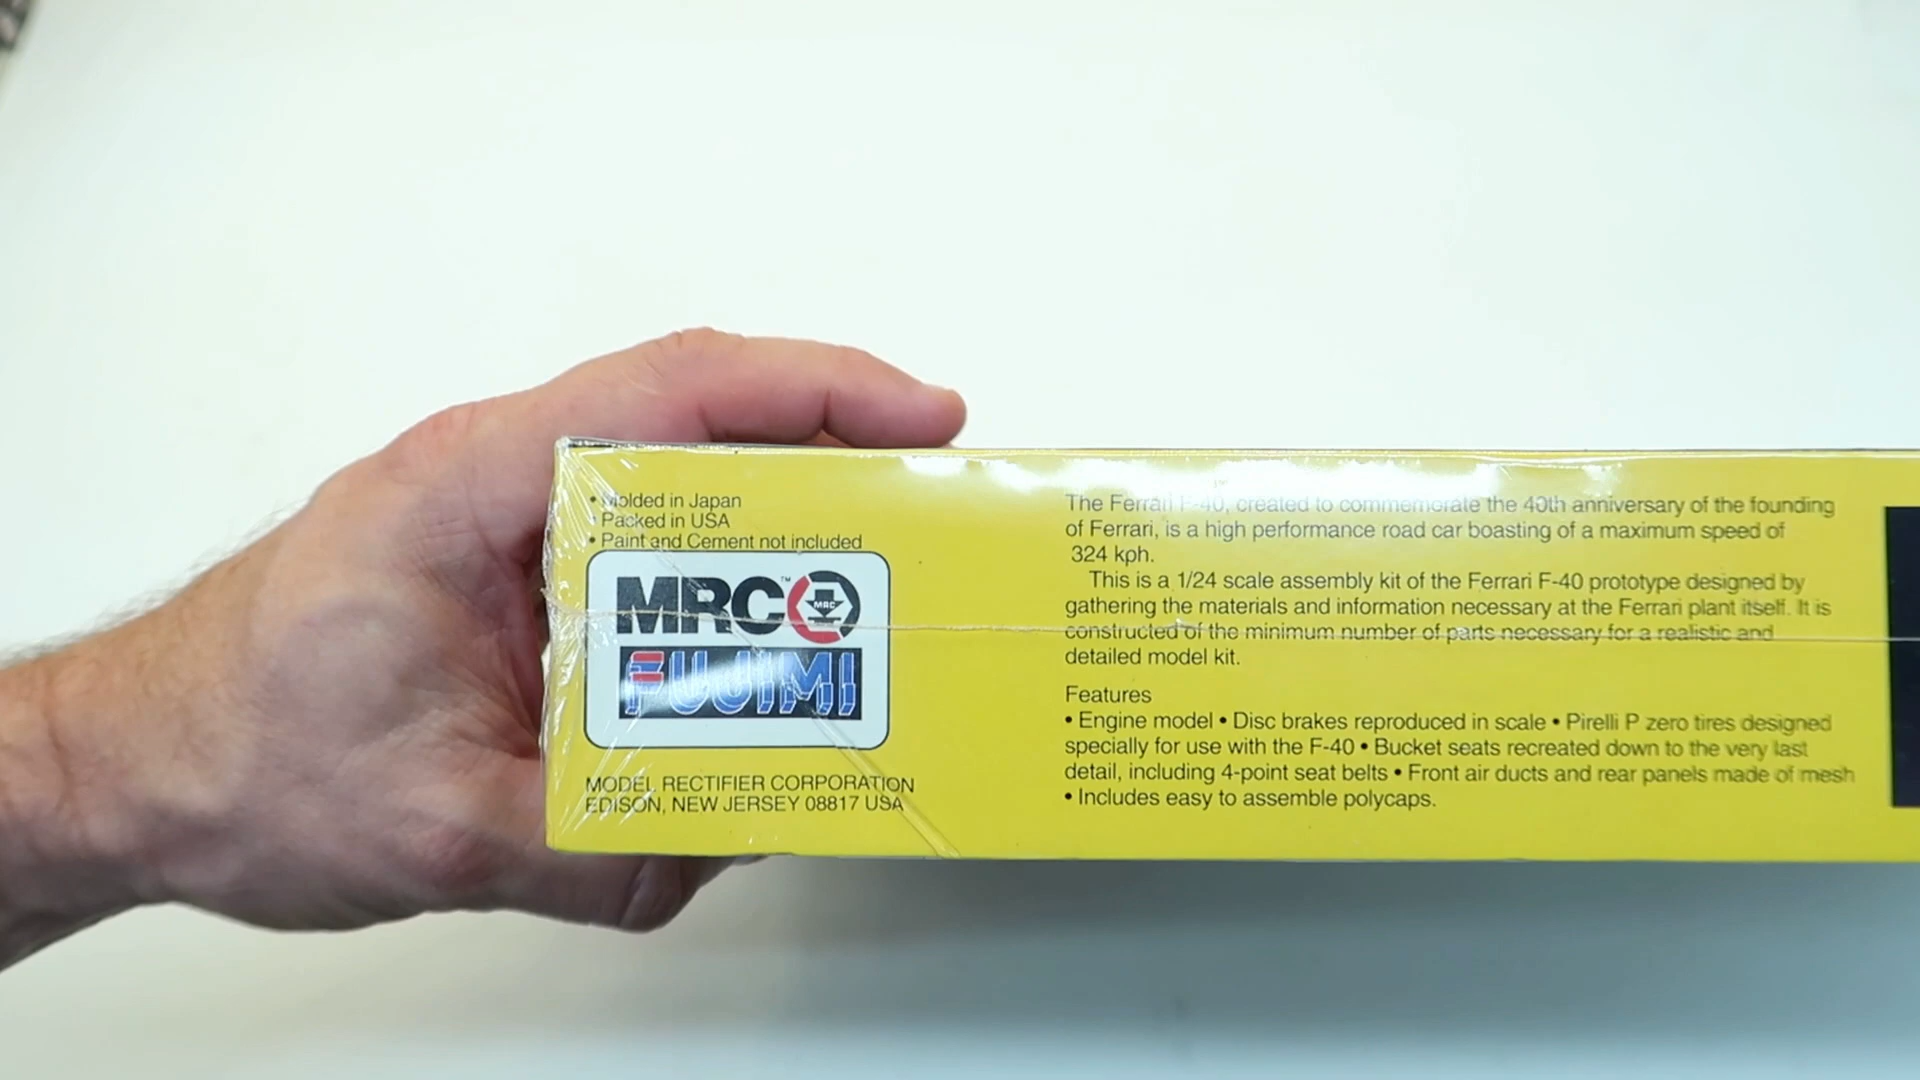 • Molded in Japan
• Packed in USA
• Paint and Cement not included
MRC™
MRC
FUJIMI
MODEL RECTIFIER CORPORATION
EDISON, NEW JERSEY 08817 USA
The Ferrari F-40, created to commemorate the 40th anniversary of the founding
of Ferrari, is a high performance road car boasting of a maximum speed of
324 kph.
This is a 1/24 scale assembly kit of the Ferrari F-40 prototype designed by
gathering the materials and information necessary at the Ferrari plant itself. It is
constructed of the minimum number of parts necessary for a realistic and
detailed model kit.
Features
• Engine model • Disc brakes reproduced in scale • Pirelli P zero tires designed
specially for use with the F-40 • Bucket seats recreated down to the very last
detail, including 4-point seat belts • Front air ducts and rear panels made of mesh
• Includes easy to assemble polycaps.